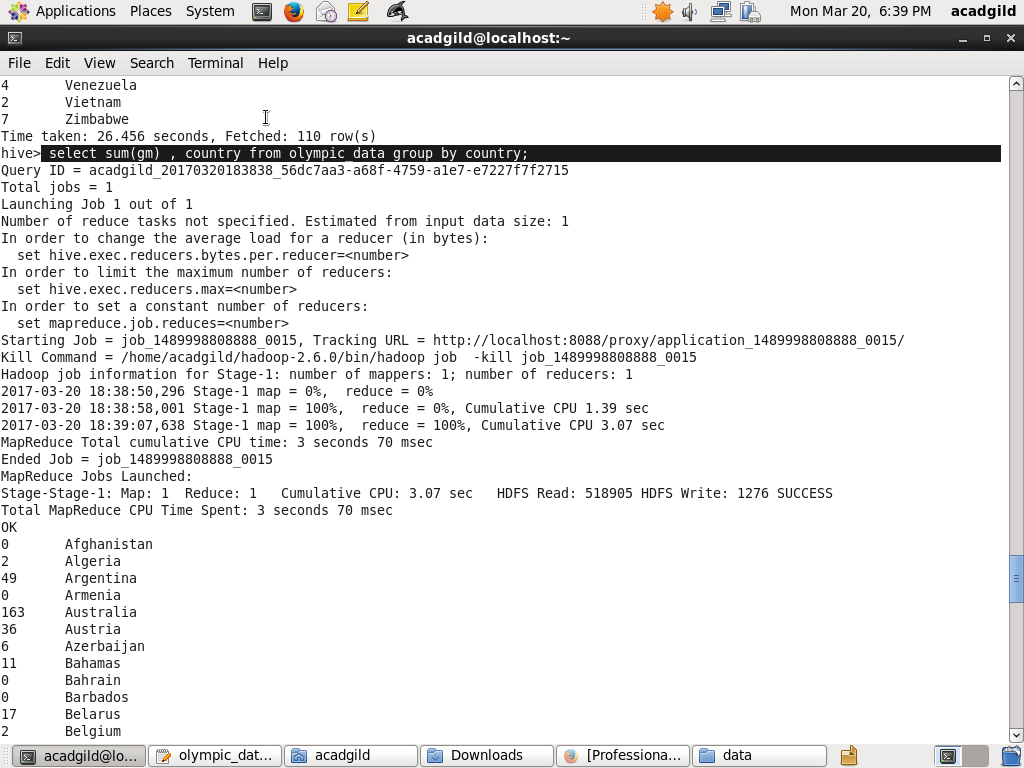 Applications Places System Mon Mar 20, 6:39 PM acadgild
acadgild@localhost:~
File Edit View Search Terminal Help
4 Venezuela
2 Vietnam
7 Zimbabwe
Time taken: 26.456 seconds, Fetched: 110 row(s)
hive> select sum(gm) , country from olympic_data group by country;
Query ID = acadgild_20170320183838_56dc7aa3-a68f-4759-a1e7-e7227f7f2715
Total jobs = 1
Launching Job 1 out of 1
Number of reduce tasks not specified. Estimated from input data size: 1
In order to change the average load for a reducer (in bytes):
  set hive.exec.reducers.bytes.per.reducer=<number>
In order to limit the maximum number of reducers:
  set hive.exec.reducers.max=<number>
In order to set a constant number of reducers:
  set mapreduce.job.reduces=<number>
Starting Job = job_1489998808888_0015, Tracking URL = http://localhost:8088/proxy/application_1489998808888_0015/
Kill Command = /home/acadgild/hadoop-2.6.0/bin/hadoop job  -kill job_1489998808888_0015
Hadoop job information for Stage-1: number of mappers: 1; number of reducers: 1
2017-03-20 18:38:50,296 Stage-1 map = 0%,  reduce = 0%
2017-03-20 18:38:58,001 Stage-1 map = 100%,  reduce = 0%, Cumulative CPU 1.39 sec
2017-03-20 18:39:07,638 Stage-1 map = 100%,  reduce = 100%, Cumulative CPU 3.07 sec
MapReduce Total cumulative CPU time: 3 seconds 70 msec
Ended Job = job_1489998808888_0015
MapReduce Jobs Launched:
Stage-Stage-1: Map: 1  Reduce: 1   Cumulative CPU: 3.07 sec   HDFS Read: 518905 HDFS Write: 1276 SUCCESS
Total MapReduce CPU Time Spent: 3 seconds 70 msec
OK
0 Afghanistan
2 Algeria
49 Argentina
0 Armenia
163 Australia
36 Austria
6 Azerbaijan
11 Bahamas
0 Bahrain
0 Barbados
17 Belarus
2 Belgium
acadgild@lo... olympic_dat... acadgild Downloads [Professiona... data